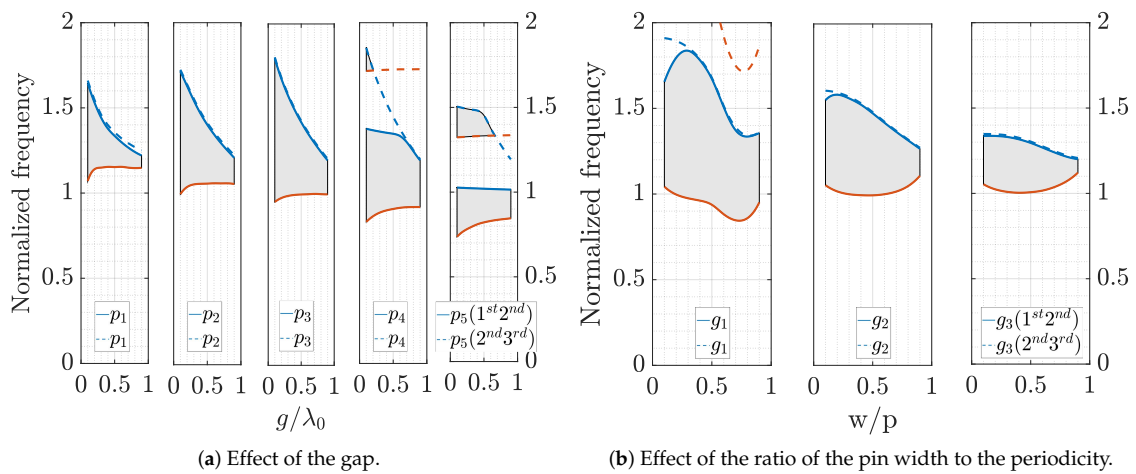 Normalized frequency
2
1.5
1
0.5
0
p1
p1
p2
p2
p3
p3
p4
p4
p5(1st2nd)
p5(2nd3rd)
2
1.5
1
0.5
0
0 0.5 1
0 0.5 1
0 0.5 1
0 0.5 1
0 0.5 1
g/λ0
(a) Effect of the gap.
Normalized frequency
2
1.5
1
0.5
0
g1
g1
g2
g2
g3(1st2nd)
g3(2nd3rd)
2
1.5
1
0.5
0
0 0.5 1
0 0.5 1
0 0.5 1
w/p
(b) Effect of the ratio of the pin width to the periodicity.